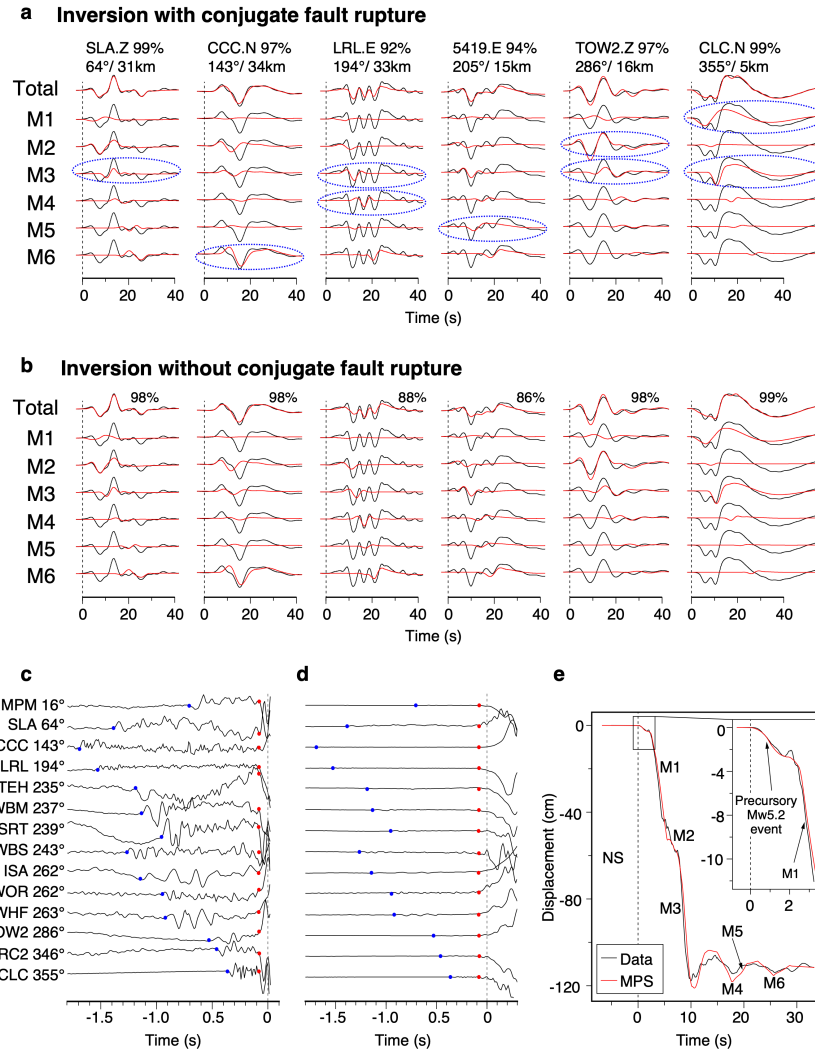 a Inversion with conjugate fault rupture
SLA.Z 99% CCC.N 97% LRL.E 92% 5419.E 94% TOW2.Z 97% CLC.N 99%
64°/ 31km 143°/ 34km 194°/ 33km 205°/ 15km 286°/ 16km 355°/ 5km
Total
M1
M2
M3
M4
M5
M6
0 20 40 0 20 40 0 20 40 0 20 40 0 20 40 0 20 40
Time (s)
b Inversion without conjugate fault rupture
98% 98% 88% 86% 98% 99%
Total
M1
M2
M3
M4
M5
M6
0 20 40 0 20 40 0 20 40 0 20 40 0 20 40 0 20 40
Time (s)
c
MPM 16°
SLA 64°
CCC 143°
LRL 194°
TEH 235°
WBM 237°
SRT 239°
WBS 243°
ISA 262°
WOR 262°
WHF 263°
OW2 286°
RC2 346°
CLC 355°
-1.5 -1.0 -0.5 0
Time (s)
d
-1.5 -1.0 -0.5 0
Time (s)
e
Displacement (cm)
0
-40
-80
-120
NS
M1
M2
M3
M5
M4 M6
Data
MPS
0 10 20 30
Time (s)
0
-4
-8
-10
Precursory
Mw5.2
event
M1
0 2